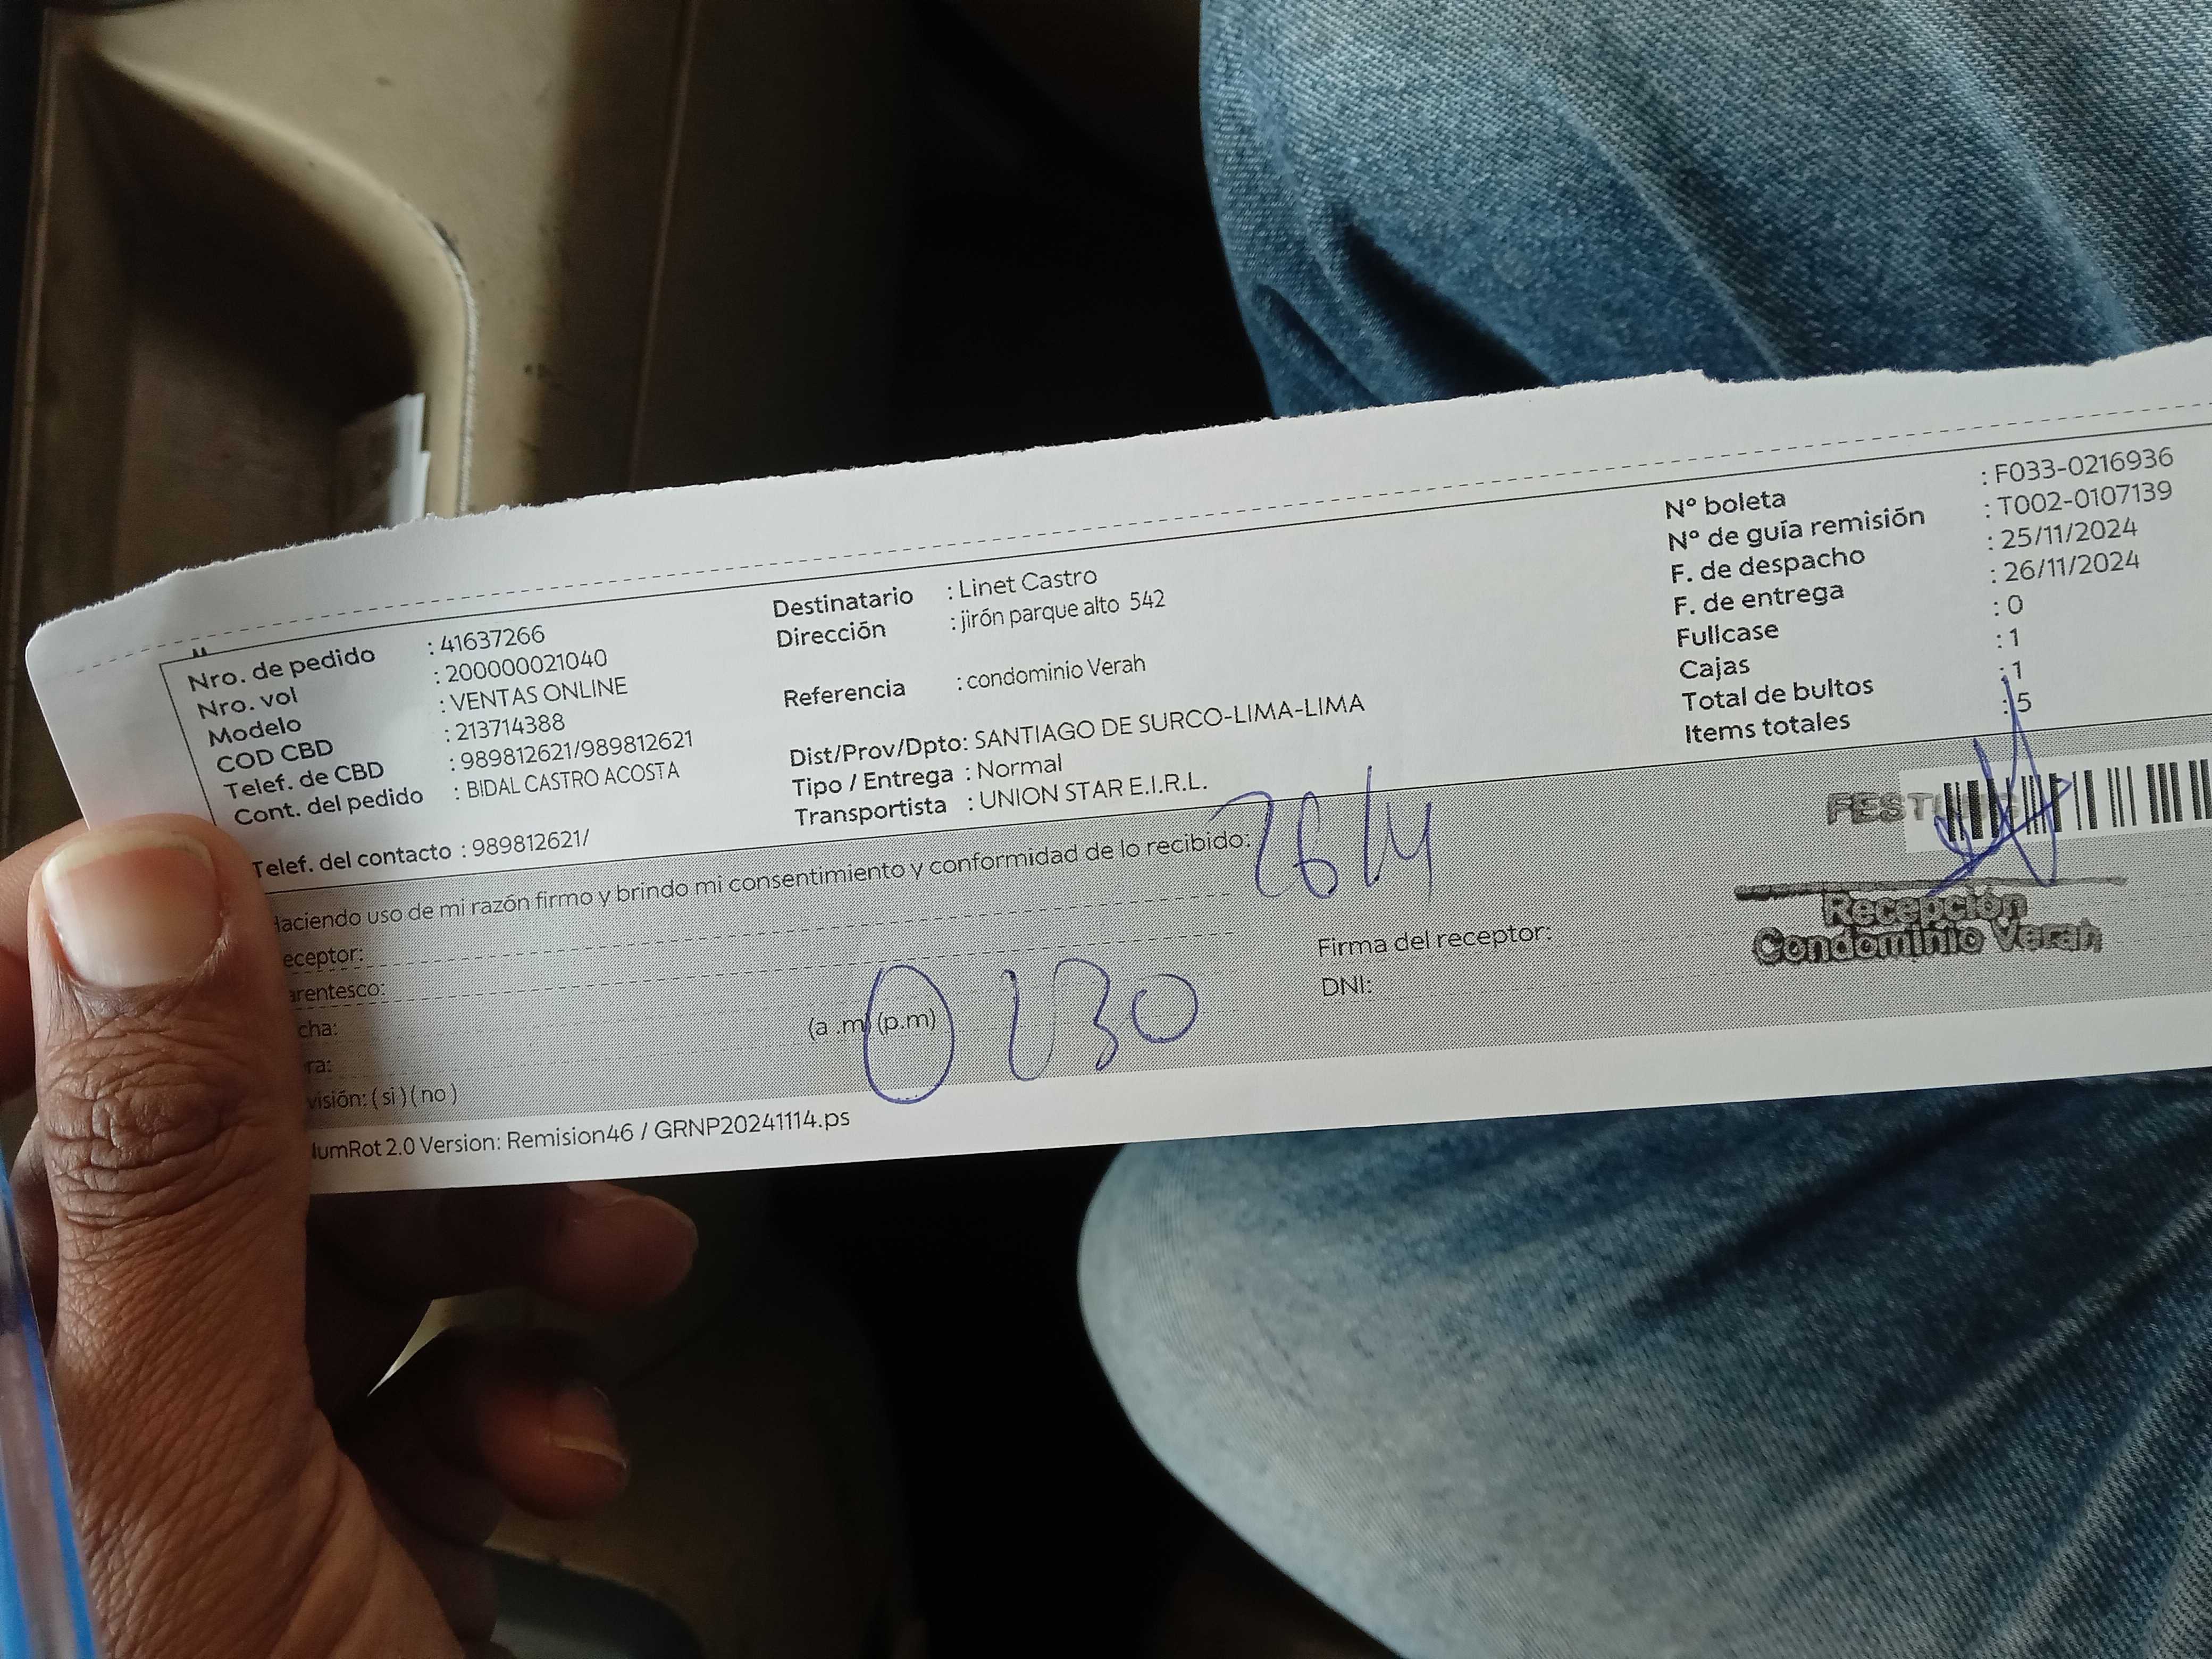 Nro. de pedido : 41637266
Nro. vol : 200000021040
Modelo : VENTAS ONLINE
COD CBD : 213714388
Telef. de CBD : 989812621/989812621
Cont. del pedido : BIDAL CASTRO ACOSTA
Telef. del contacto : 989812621/
Destinatario : Linet Castro
Dirección : jirón parque alto 542
Referencia : condominio Verah
Dist/Prov/Dpto: SANTIAGO DE SURCO-LIMA-LIMA
Tipo / Entrega : Normal
Transportista : UNION STAR E.I.R.L.
Nº boleta : F033-0216936
Nº de guía remisión : T002-0107139
F. de despacho : 25/11/2024
F. de entrega : 26/11/2024
Fullcase : 0
Cajas : 1
Total de bultos : 1
Items totales : 5
Haciendo uso de mi razón firmo y brindo mi consentimiento y conformidad de lo recibido:
eceptor:
arentesco:
cha:
ra:
(a .m) (p.m)
visión: ( si ) ( no )
Firma del receptor:
DNI:
Recepción
Condominio Verah
umRot 2.0 Version: Remision46 / GRNP20241114.ps